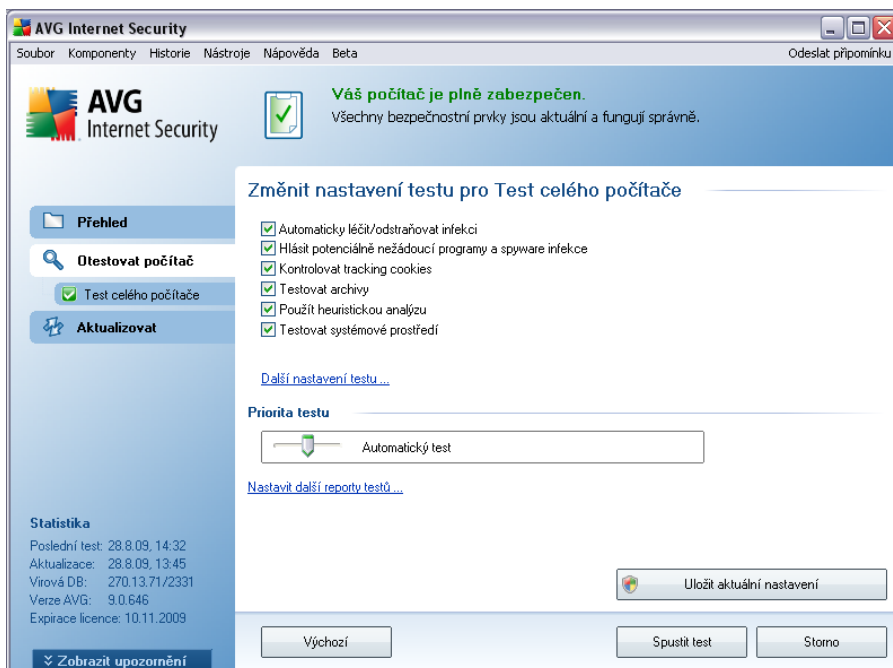 AVG Internet Security
Soubor Komponenty Historie Nástroje Nápověda Beta Odeslat připomínku
AVG
Internet Security
Váš počítač je plně zabezpečen.
Všechny bezpečnostní prvky jsou aktuální a fungují správně.
Přehled
Otestovat počítač
Test celého počítače
Aktualizovat
Změnit nastavení testu pro Test celého počítače
Automaticky léčit/odstraňovat infekci
Hlásit potenciálně nežádoucí programy a spyware infekce
Kontrolovat tracking cookies
Testovat archivy
Použít heuristickou analýzu
Testovat systémové prostředí
Další nastavení testu ...
Priorita testu
Automatický test
Nastavit další reporty testů ...
Statistika
Poslední test: 28.8.09, 14:32
Aktualizace: 28.8.09, 13:45
Virová DB: 270.13.71/2331
Verze AVG: 9.0.646
Expirace licence: 10.11.2009
Zobrazit upozornění
Uložit aktuální nastavení
Výchozí
Spustit test
Storno